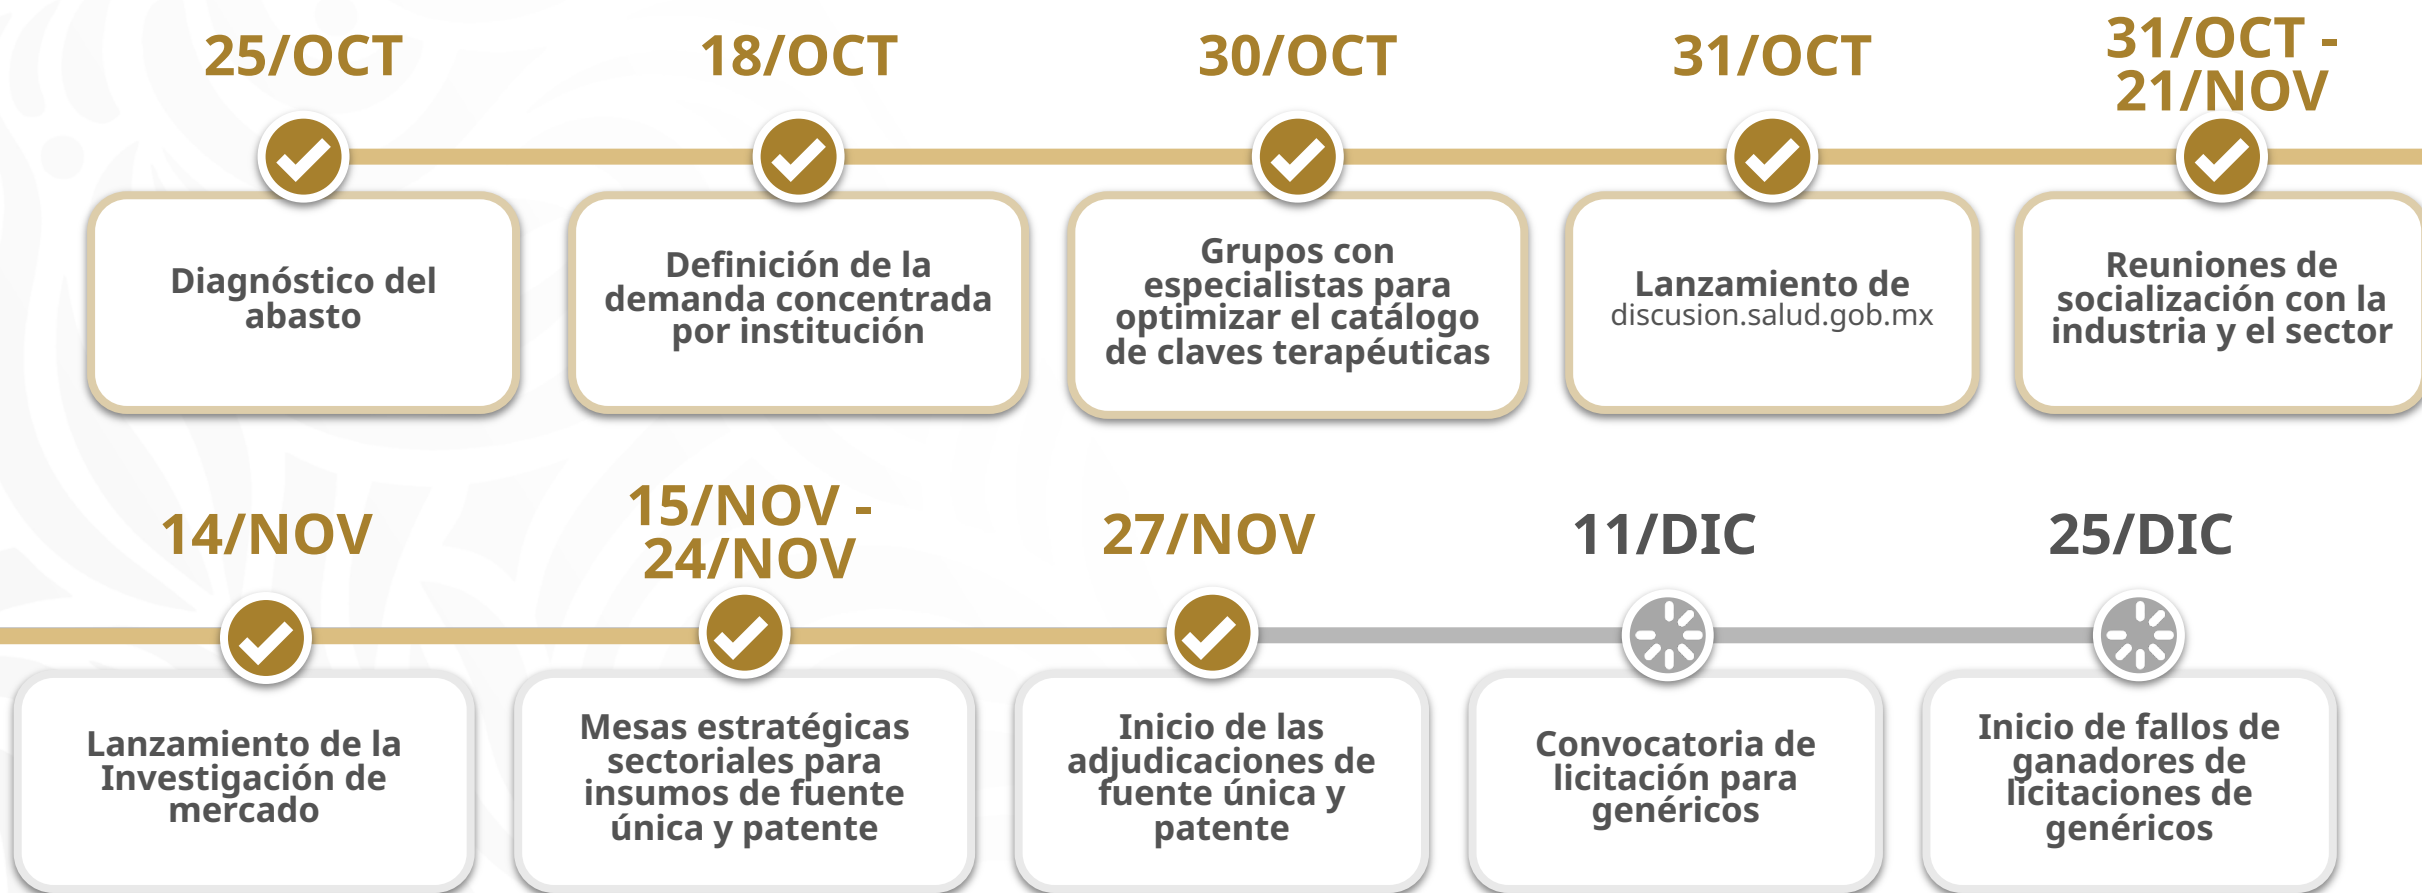 25/OCT
Diagnóstico del
abasto
18/OCT
Definición de la
demanda concentrada
por institución
30/OCT
Grupos con
especialistas para
optimizar el catálogo
de claves terapéuticas
31/OCT
Lanzamiento de
discusion.salud.gob.mx
31/OCT -
21/NOV
Reuniones de
socialización con la
industria y el sector
14/NOV
Lanzamiento de la
Investigación de
mercado
15/NOV -
24/NOV
Mesas estratégicas
sectoriales para
insumos de fuente
única y patente
27/NOV
Inicio de las
adjudicaciones de
fuente única y
patente
11/DIC
Convocatoria de
licitación para
genéricos
25/DIC
Inicio de fallos de
ganadores de
licitaciones de
genéricos